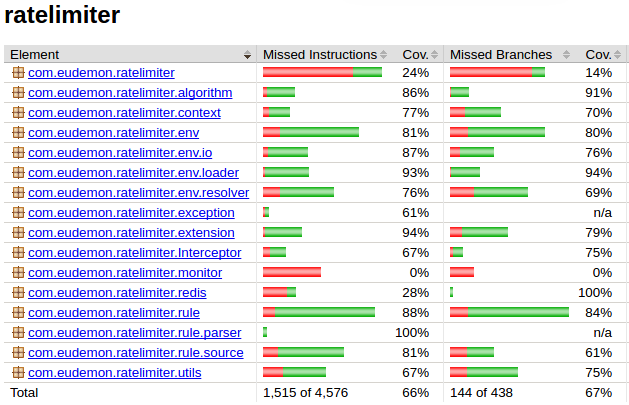 ratelimiter
Element Missed Instructions Cov. Missed Branches Cov.
com.eudemon.ratelimiter 24% 14%
com.eudemon.ratelimiter.algorithm 86% 91%
com.eudemon.ratelimiter.context 77% 70%
com.eudemon.ratelimiter.env 81% 80%
com.eudemon.ratelimiter.env.io 87% 76%
com.eudemon.ratelimiter.env.loader 93% 94%
com.eudemon.ratelimiter.env.resolver 76% 69%
com.eudemon.ratelimiter.exception 61% n/a
com.eudemon.ratelimiter.extension 94% 79%
com.eudemon.ratelimiter.Interceptor 67% 75%
com.eudemon.ratelimiter.monitor 0% 0%
com.eudemon.ratelimiter.redis 28% 100%
com.eudemon.ratelimiter.rule 88% 84%
com.eudemon.ratelimiter.rule.parser 100% n/a
com.eudemon.ratelimiter.rule.source 81% 61%
com.eudemon.ratelimiter.utils 67% 75%
Total 1,515 of 4,576 66% 144 of 438 67%